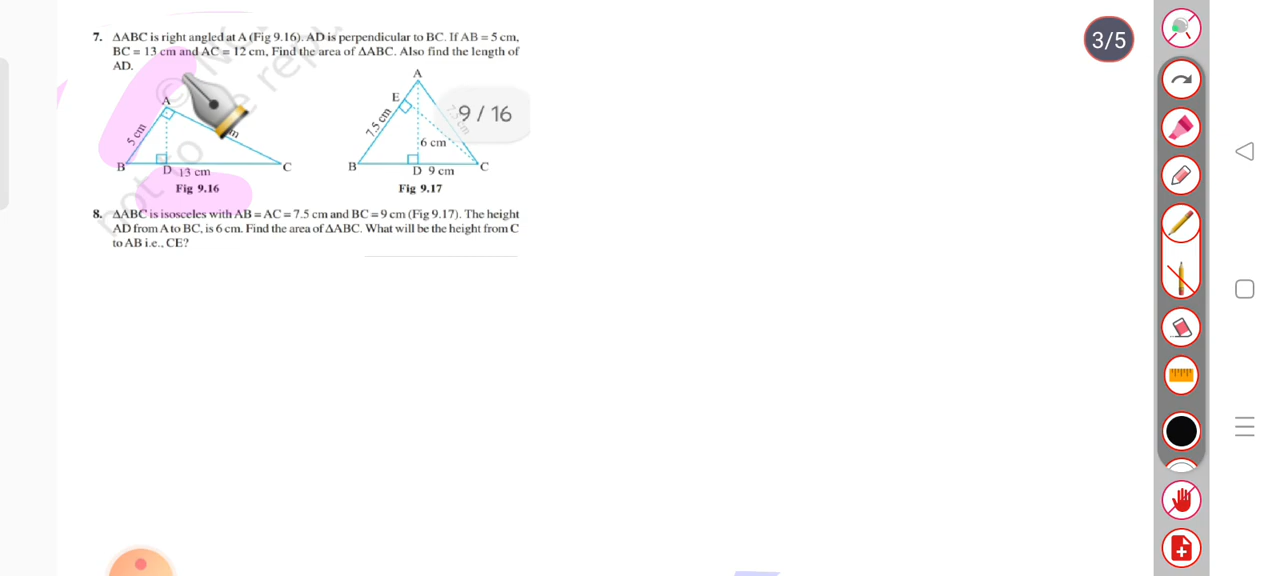 3/5
7. ΔABC is right angled at A (Fig 9.16). AD is perpendicular to BC. If AB = 5 cm,
BC = 13 cm and AC = 12 cm, Find the area of ΔABC. Also find the length of
AD.
A
5 cm
m
B
D 13 cm
C
Fig 9.16
A
E
7.5 cm
7.5 cm
9 / 16
6 cm
B
D 9 cm
C
Fig 9.17
8. ΔABC is isosceles with AB = AC = 7.5 cm and BC = 9 cm (Fig 9.17). The height
AD from A to BC, is 6 cm. Find the area of ΔABC. What will be the height from C
to AB i.e., CE?